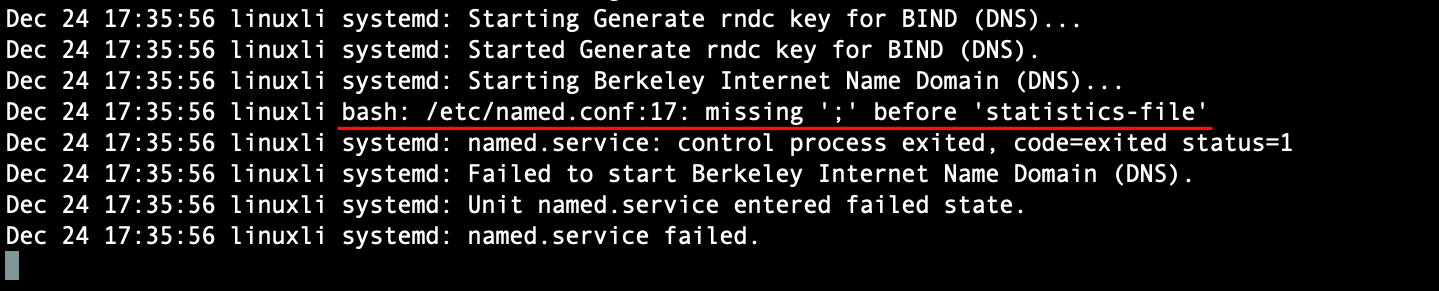 Dec 24 17:35:56 linuxli systemd: Starting Generate rndc key for BIND (DNS)...
Dec 24 17:35:56 linuxli systemd: Started Generate rndc key for BIND (DNS).
Dec 24 17:35:56 linuxli systemd: Starting Berkeley Internet Name Domain (DNS)...
Dec 24 17:35:56 linuxli bash: /etc/named.conf:17: missing ';' before 'statistics-file'
Dec 24 17:35:56 linuxli systemd: named.service: control process exited, code=exited status=1
Dec 24 17:35:56 linuxli systemd: Failed to start Berkeley Internet Name Domain (DNS).
Dec 24 17:35:56 linuxli systemd: Unit named.service entered failed state.
Dec 24 17:35:56 linuxli systemd: named.service failed.